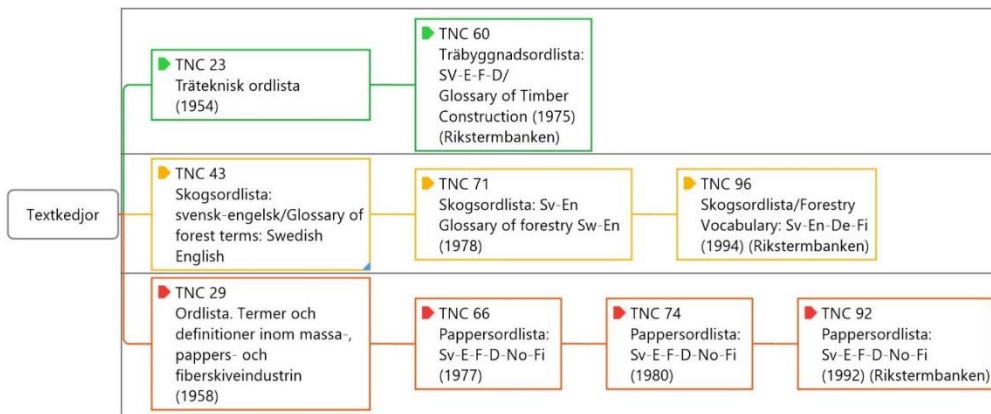 Textkedjor
TNC 23
Träteknisk ordlista
(1954)
TNC 60
Träbyggnadsordlista:
SV-E-F-D/
Glossary of Timber
Construction (1975)
(Rikstermbanken)
TNC 43
Skogsordlista:
svensk-engelsk/Glossary of
forest terms: Swedish
English
TNC 71
Skogsordlista: Sv-En
Glossary of forestry Sw-En
(1978)
TNC 96
Skogsordlista/Forestry
Vocabulary: Sv-En-De-Fi
(1994) (Rikstermbanken)
TNC 29
Ordlista. Termer och
definitioner inom massa-,
pappers- och
fiberskiveindustrin
(1958)
TNC 66
Pappersordlista:
Sv-E-F-D-No-Fi
(1977)
TNC 74
Pappersordlista:
Sv-E-F-D-No-Fi
(1980)
TNC 92
Pappersordlista:
Sv-E-F-D-No-Fi
(1992) (Rikstermbanken)